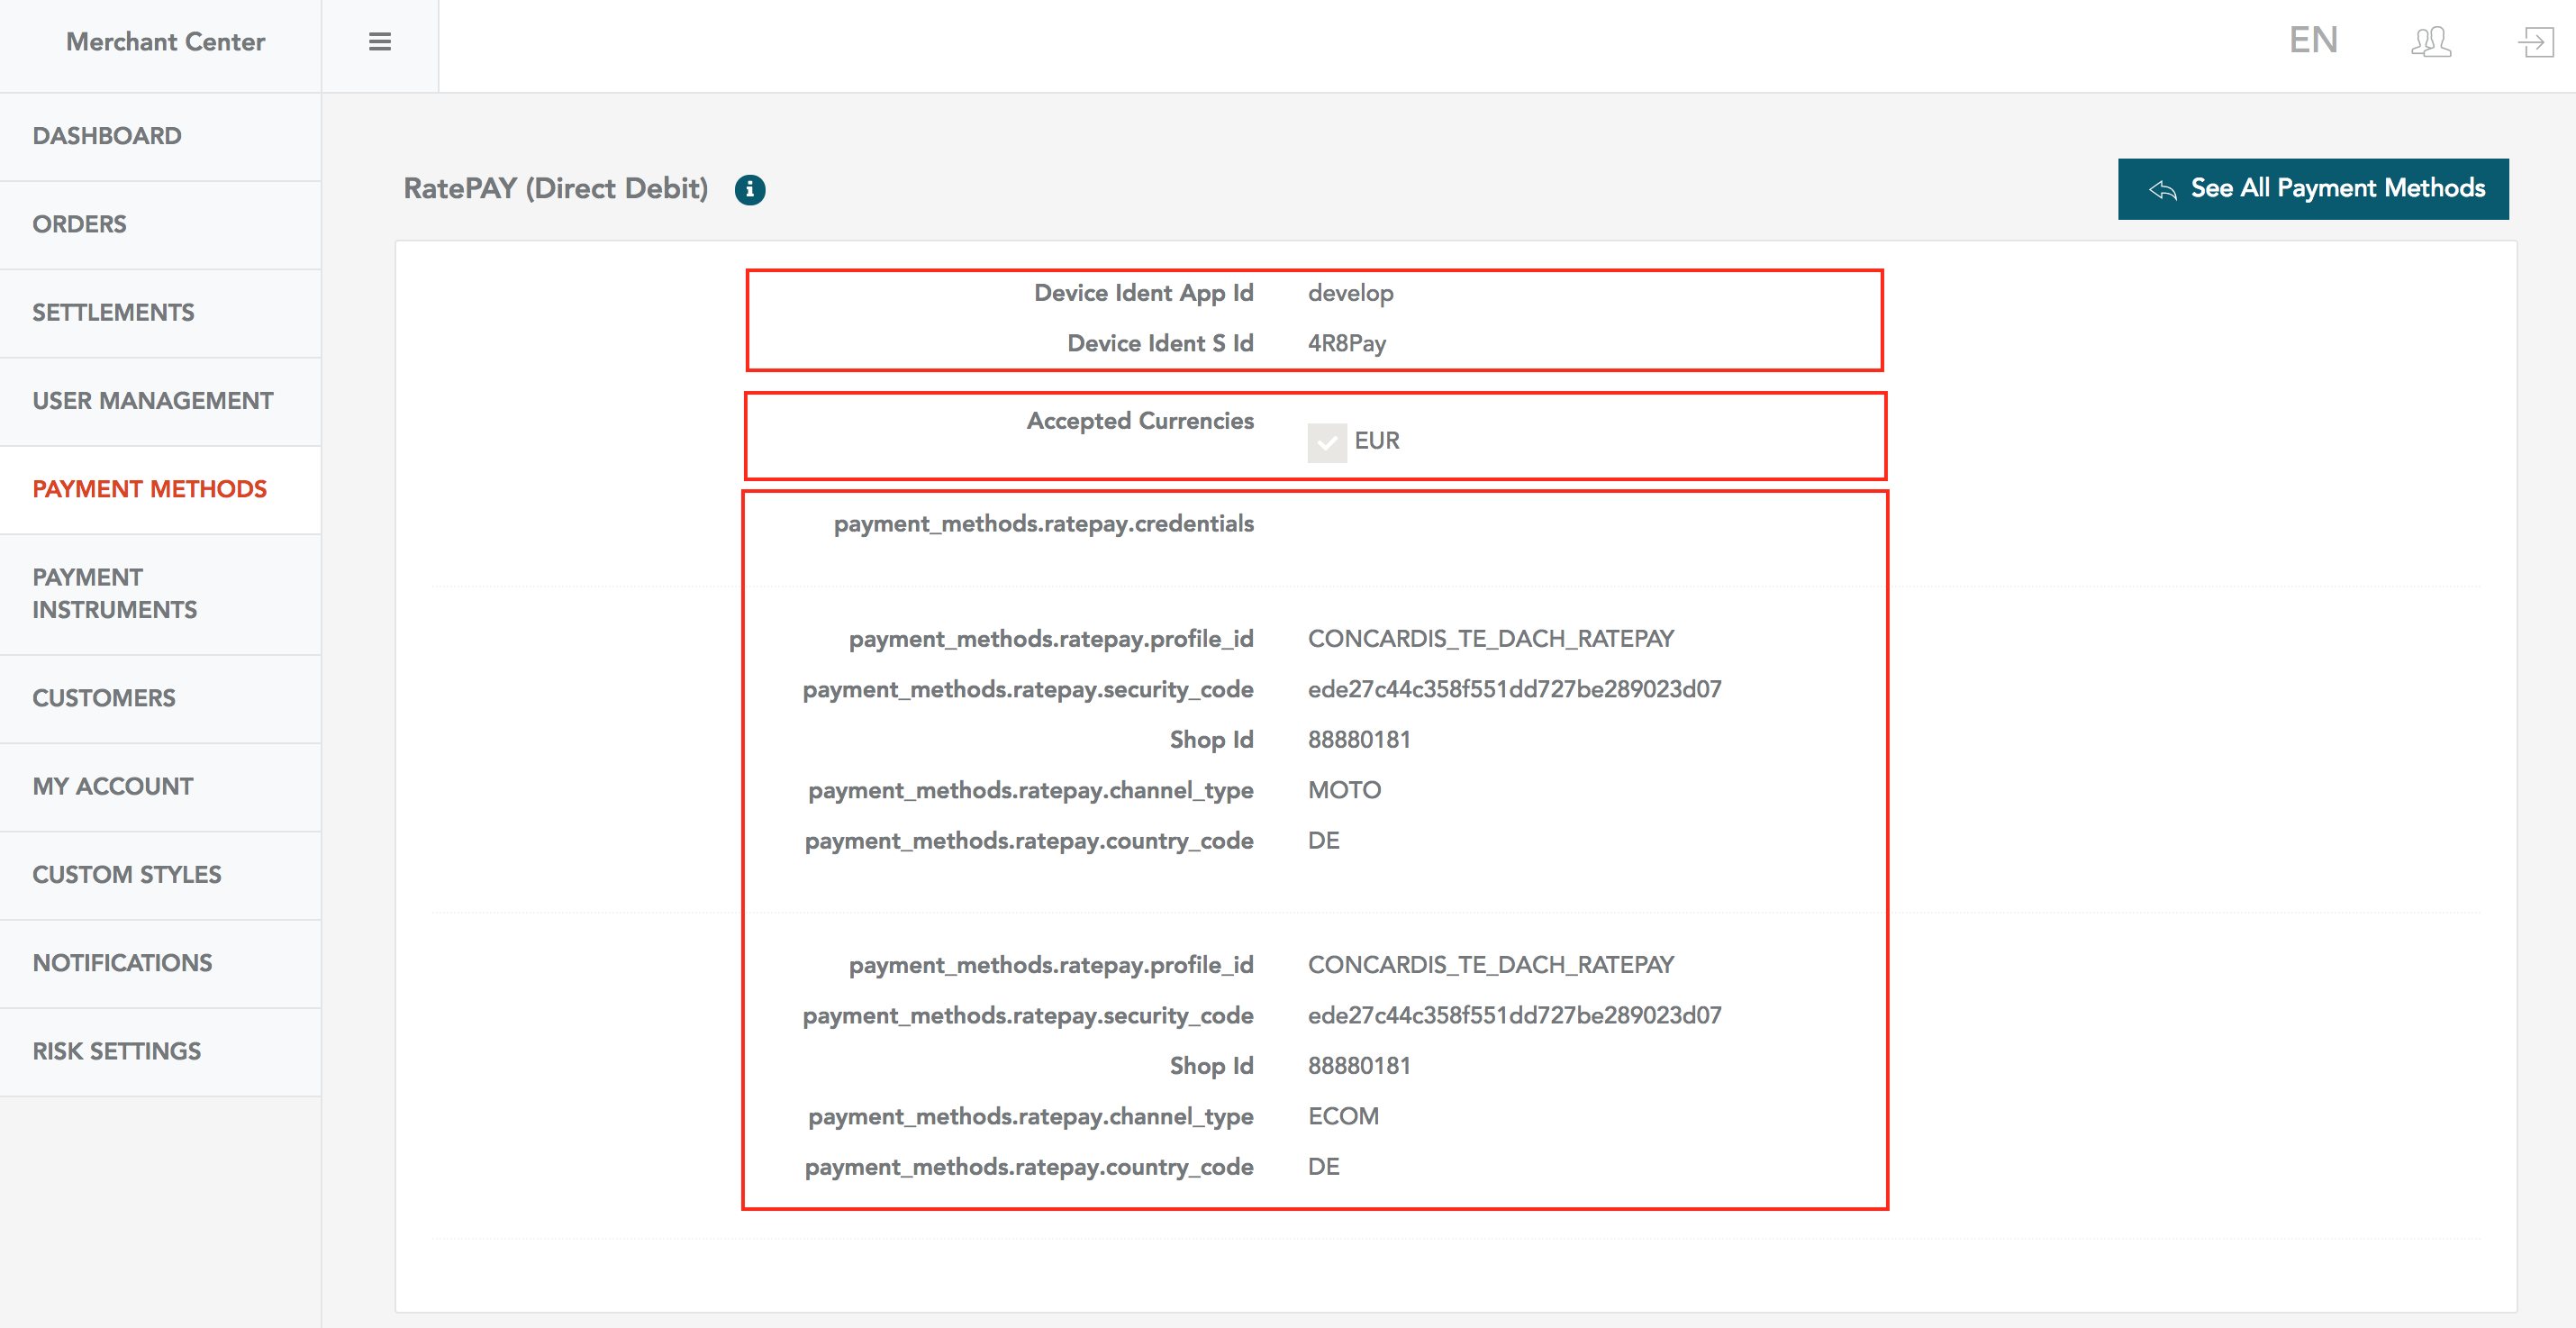 Merchant Center
EN
DASHBOARD
ORDERS
SETTLEMENTS
USER MANAGEMENT
PAYMENT METHODS
PAYMENT
INSTRUMENTS
CUSTOMERS
MY ACCOUNT
CUSTOM STYLES
NOTIFICATIONS
RISK SETTINGS
RatePAY (Direct Debit)
See All Payment Methods
Device Ident App Id develop
Device Ident S Id 4R8Pay
Accepted Currencies
EUR
payment_methods.ratepay.credentials
payment_methods.ratepay.profile_id CONCARDIS_TE_DACH_RATEPAY
payment_methods.ratepay.security_code ede27c44c358f551dd727be289023d07
Shop Id 88880181
payment_methods.ratepay.channel_type MOTO
payment_methods.ratepay.country_code DE
payment_methods.ratepay.profile_id CONCARDIS_TE_DACH_RATEPAY
payment_methods.ratepay.security_code ede27c44c358f551dd727be289023d07
Shop Id 88880181
payment_methods.ratepay.channel_type ECOM
payment_methods.ratepay.country_code DE